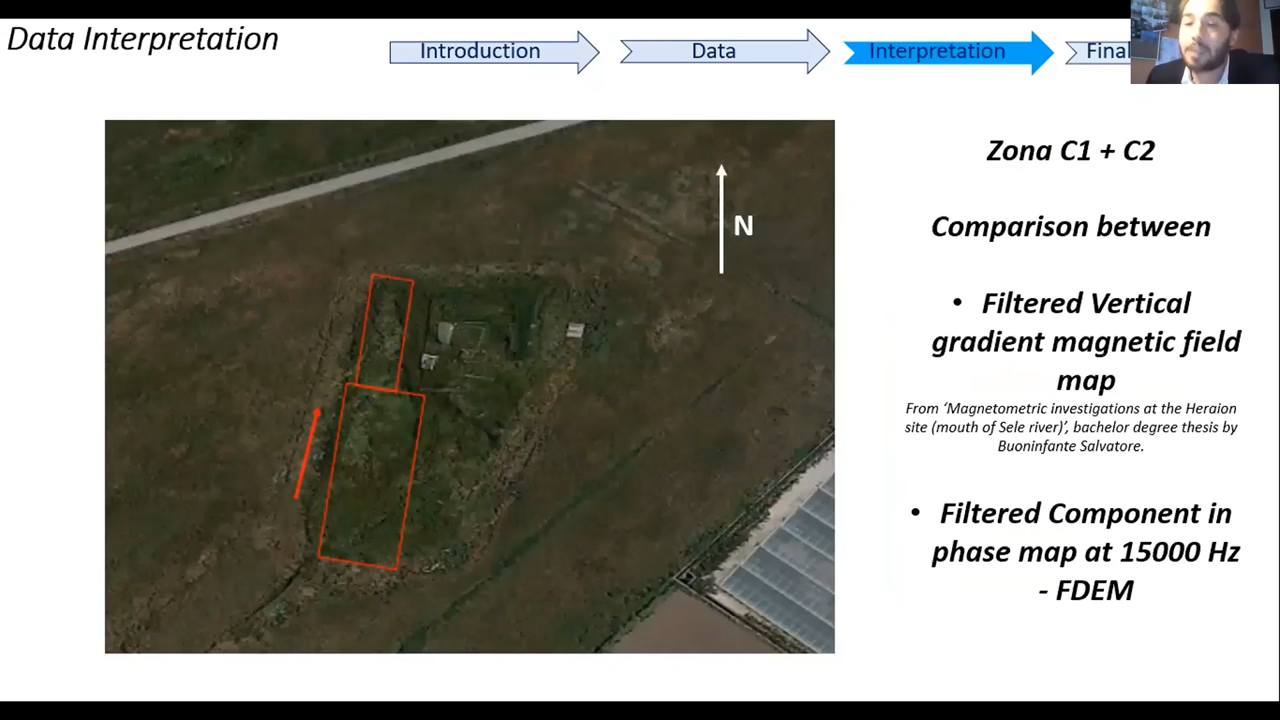 Data Interpretation
Introduction
Data
Interpretation
Final
Zona C1 + C2
N
Comparison between
• Filtered Vertical
gradient magnetic field
map
From ‘Magnetometric investigations at the Heraion
site (mouth of Sele river)’, bachelor degree thesis by
Buoninfante Salvatore.
• Filtered Component in
phase map at 15000 Hz
- FDEM